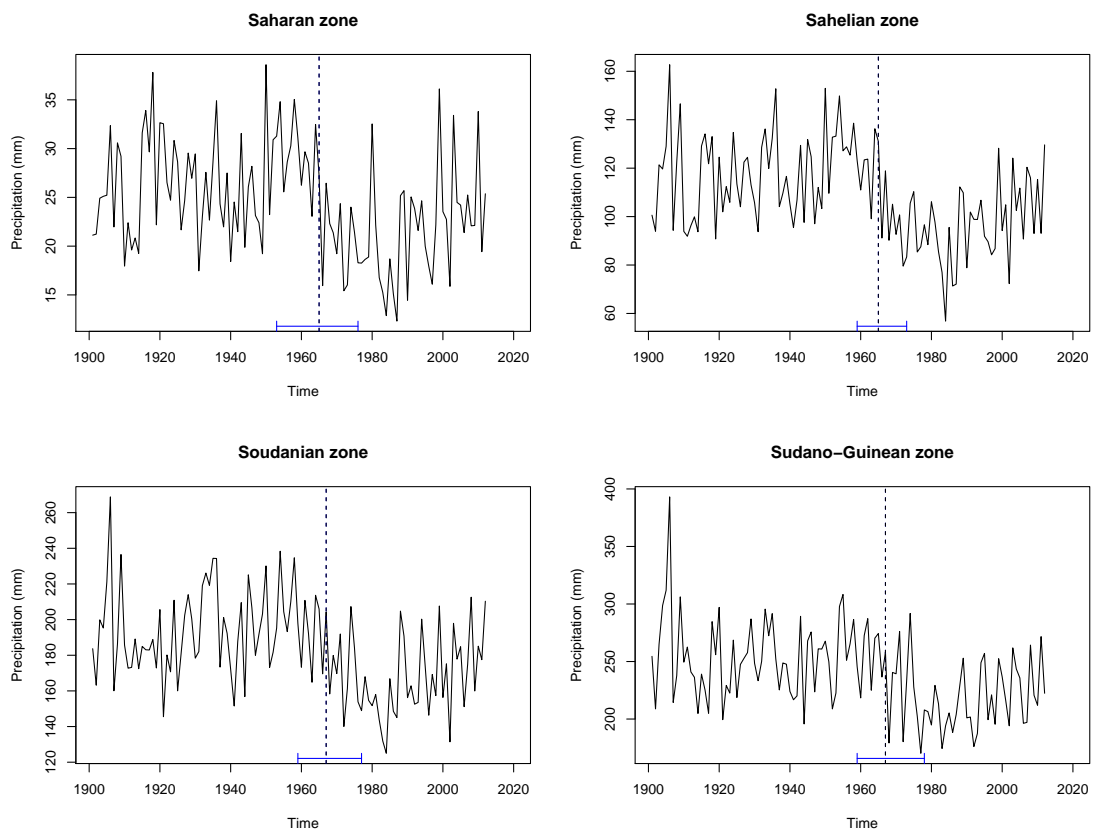 Saharan zone
Precipitation (mm)
35
30
25
20
15
1900 1920 1940 1960 1980 2000 2020
Time
Sahelian zone
Precipitation (mm)
160
140
120
100
80
60
1900 1920 1940 1960 1980 2000 2020
Time
Soudanian zone
Precipitation (mm)
260
240
220
200
180
160
140
120
1900 1920 1940 1960 1980 2000 2020
Time
Sudano−Guinean zone
Precipitation (mm)
400
350
300
250
200
1900 1920 1940 1960 1980 2000 2020
Time